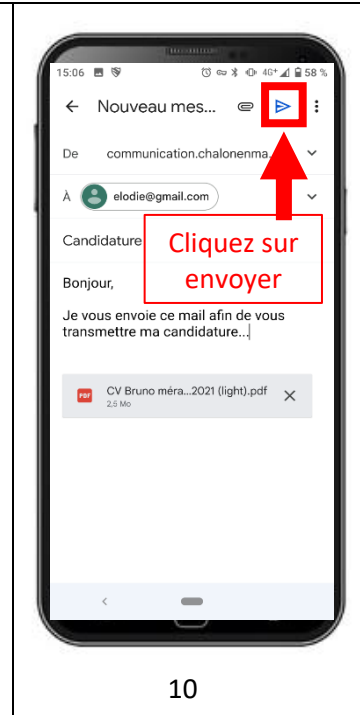 15:06 4G+ 58 %
Nouveau mes...
De communication.chalonenma...
À elodie@gmail.com
Candidature
Cliquez sur
envoyer
Bonjour,
Je vous envoie ce mail afin de vous
transmettre ma candidature...
PDF CV Bruno méra...2021 (light).pdf
2,5 Mo
10